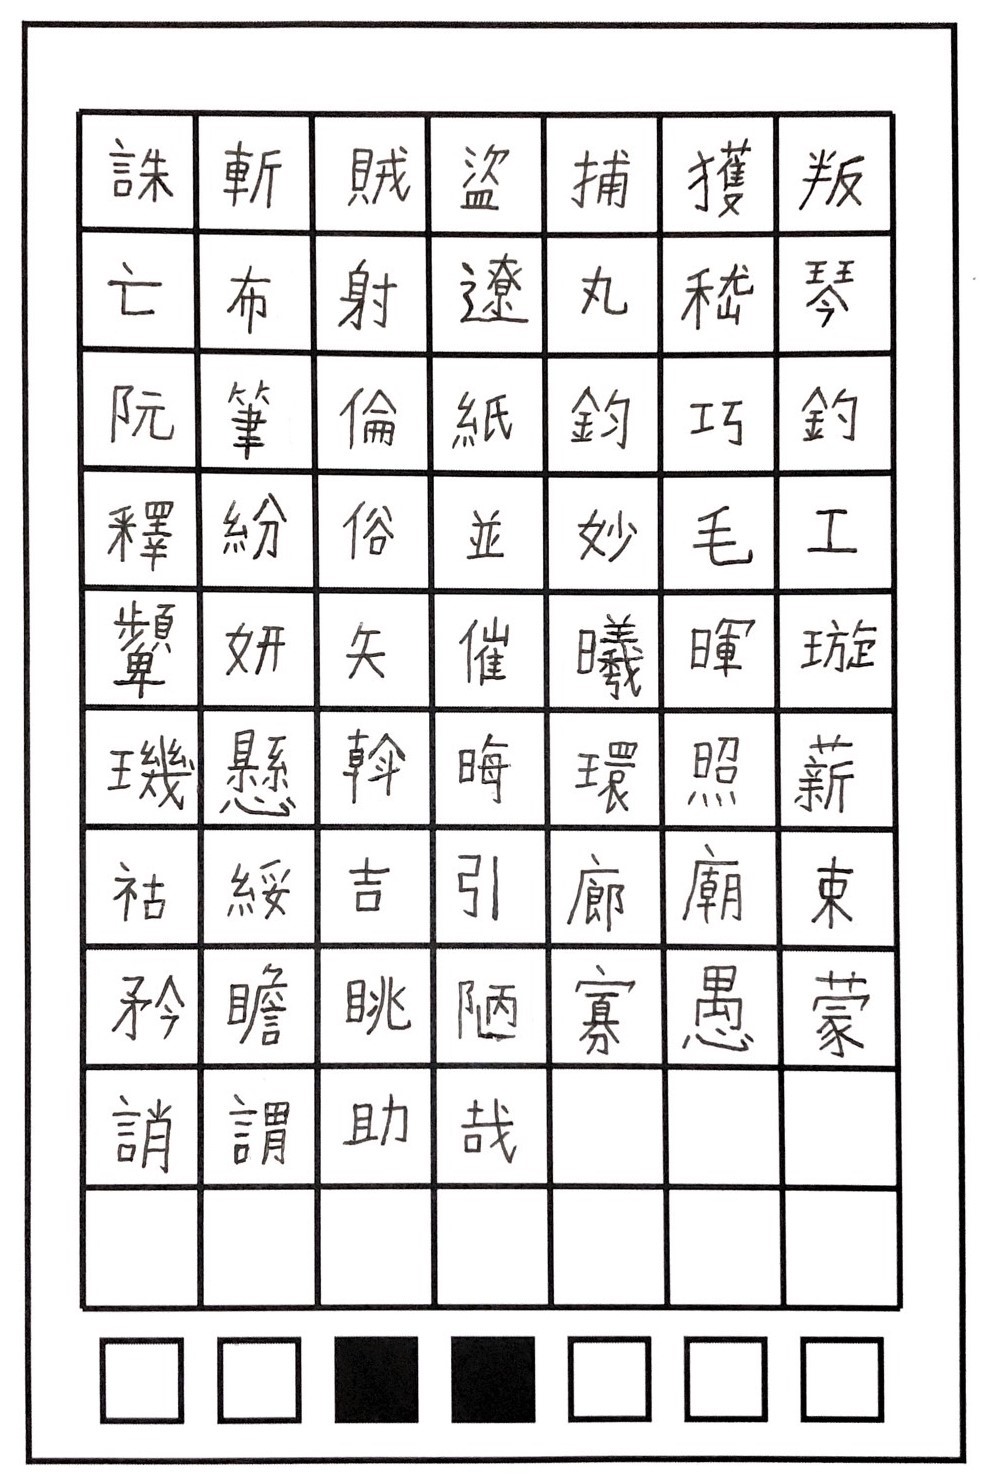 誅斬賊盜捕獲叛
亡布射遼丸嵇琴
阮筆倫紙鈞巧釣
釋紛俗並妙毛工
顰妍矢催曦暉璇
璣懸斡晦環照薪
祜綏吉引廊廟束
矜瞻眺陋寡愚蒙
誚謂助哉